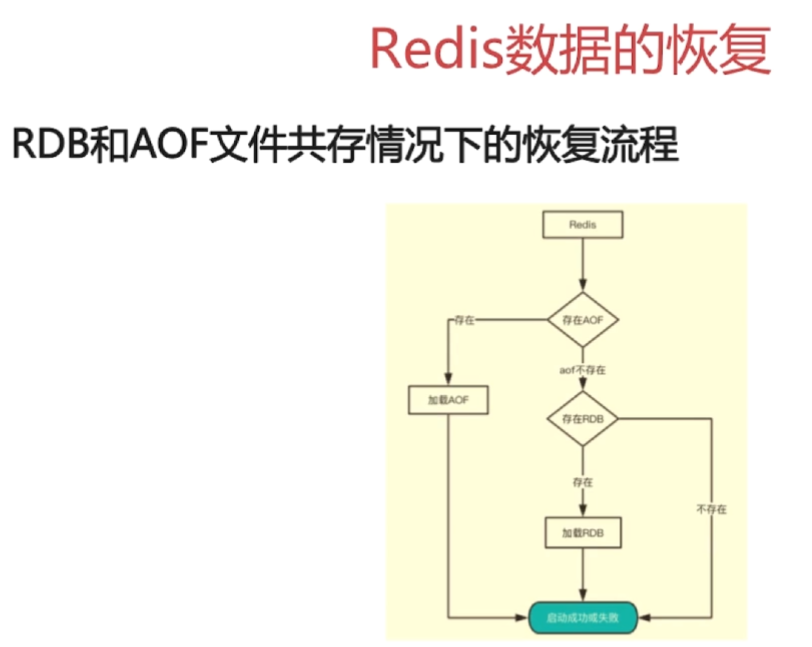 Redis数据的恢复
RDB和AOF文件共存情况下的恢复流程
Redis
存在
存在AOF
aof不存在
加载AOF
存在RDB
存在
不存在
加载RDB
启动成功或失败